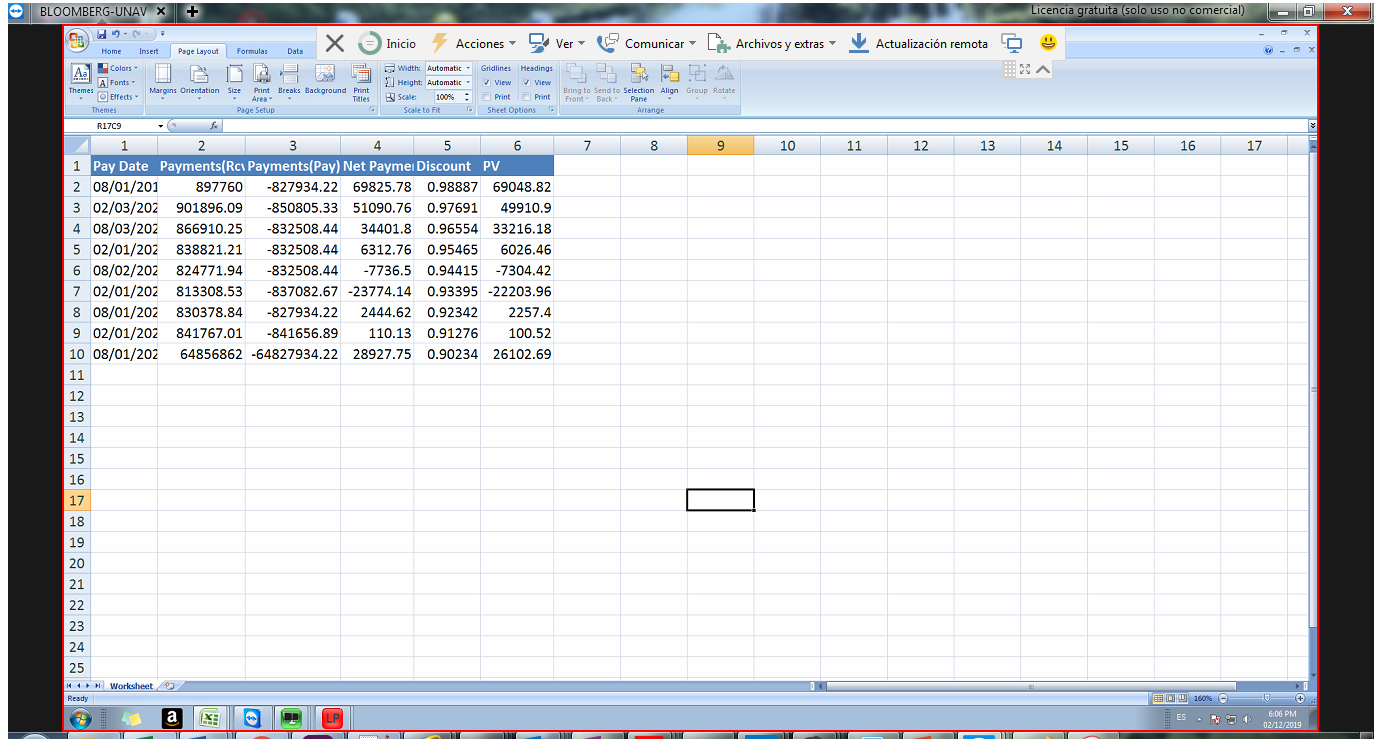 BLOOMBERG-UNAV
Licencia gratuita (solo uso no comercial)
Inicio Acciones Ver Comunicar Archivos y extras Actualización remota
Home Insert Page Layout Formulas Data
Themes Colors Fonts Effects
Margins Orientation Size Print Area Breaks Background Print Titles
Width: Automatic
Height: Automatic
Scale: 100%
Gridlines Headings
View View
Print Print
Bring to Front Send to Back Selection Pane Align Group Rotate
Themes Page Setup Scale to Fit Sheet Options Arrange
R17C9 fx
1 2 3 4 5 6 7 8 9 10 11 12 13 14 15 16 17
1 Pay Date Payments(Rcv Payments(Pay) Net Paymer Discount PV
2 08/01/201 897760 -827934.22 69825.78 0.98887 69048.82
3 02/03/202 901896.09 -850805.33 51090.76 0.97691 49910.9
4 08/03/202 866910.25 -832508.44 34401.8 0.96554 33216.18
5 02/01/202 838821.21 -832508.44 6312.76 0.95465 6026.46
6 08/02/202 824771.94 -832508.44 -7736.5 0.94415 -7304.42
7 02/01/202 813308.53 -837082.67 -23774.14 0.93395 -22203.96
8 08/01/202 830378.84 -827934.22 2444.62 0.92342 2257.4
9 02/01/202 841767.01 -841656.89 110.13 0.91276 100.52
10 08/01/202 64856862 -64827934.22 28927.75 0.90234 26102.69
11
12
13
14
15
16
17
18
19
20
21
22
23
24
25
Worksheet
Ready 160%
a LP ES 6:06 PM
02/12/2019